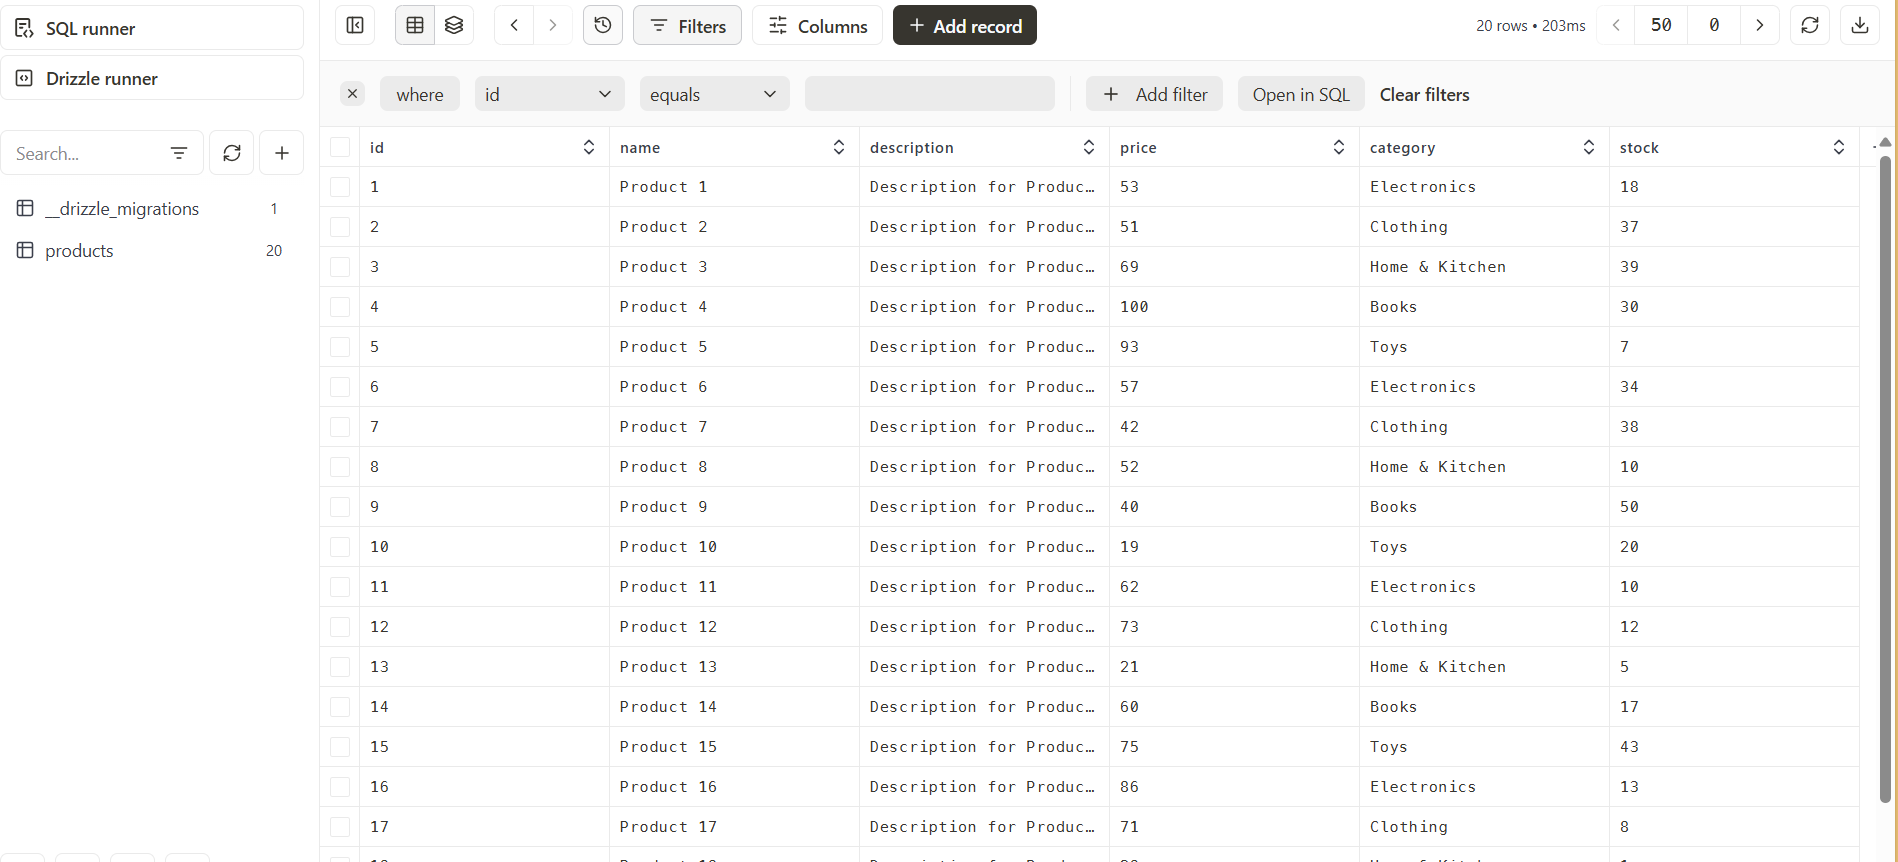 SQL runner
Drizzle runner
Search...
__drizzle_migrations 1
products 20
Filters Columns + Add record 20 rows • 203ms 50 0
where id equals + Add filter Open in SQL Clear filters
id name description price category stock
1 Product 1 Description for Produc… 53 Electronics 18
2 Product 2 Description for Produc… 51 Clothing 37
3 Product 3 Description for Produc… 69 Home & Kitchen 39
4 Product 4 Description for Produc… 100 Books 30
5 Product 5 Description for Produc… 93 Toys 7
6 Product 6 Description for Produc… 57 Electronics 34
7 Product 7 Description for Produc… 42 Clothing 38
8 Product 8 Description for Produc… 52 Home & Kitchen 10
9 Product 9 Description for Produc… 40 Books 50
10 Product 10 Description for Produc… 19 Toys 20
11 Product 11 Description for Produc… 62 Electronics 10
12 Product 12 Description for Produc… 73 Clothing 12
13 Product 13 Description for Produc… 21 Home & Kitchen 5
14 Product 14 Description for Produc… 60 Books 17
15 Product 15 Description for Produc… 75 Toys 43
16 Product 16 Description for Produc… 86 Electronics 13
17 Product 17 Description for Produc… 71 Clothing 8